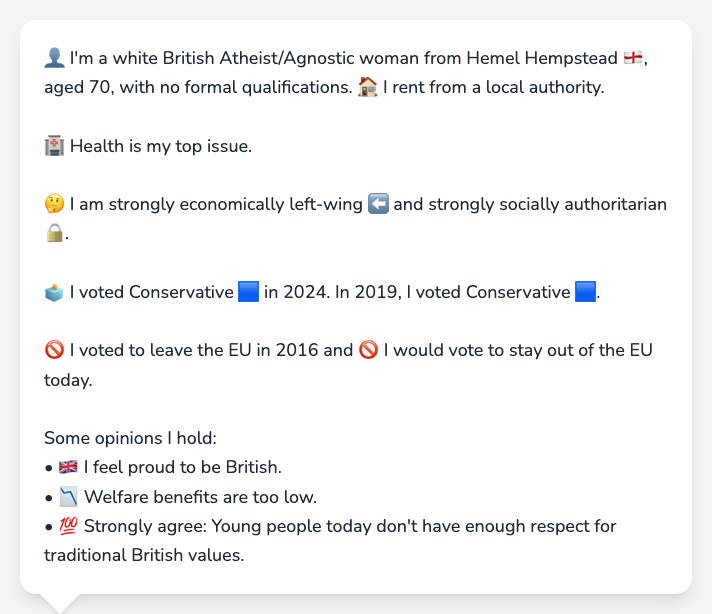 👤 I'm a white British Atheist/Agnostic woman from Hemel Hempstead 🏴󠁧󠁢󠁥󠁮󠁧󠁿,
aged 70, with no formal qualifications. 🏠 I rent from a local authority.
🏥 Health is my top issue.
🤔 I am strongly economically left-wing ⬅️ and strongly socially authoritarian
🔒.
🗳️ I voted Conservative 🟦 in 2024. In 2019, I voted Conservative 🟦.
🚫 I voted to leave the EU in 2016 and 🚫 I would vote to stay out of the EU
today.
Some opinions I hold:
• 🇬🇧 I feel proud to be British.
• 📉 Welfare benefits are too low.
• 💯 Strongly agree: Young people today don't have enough respect for
traditional British values.